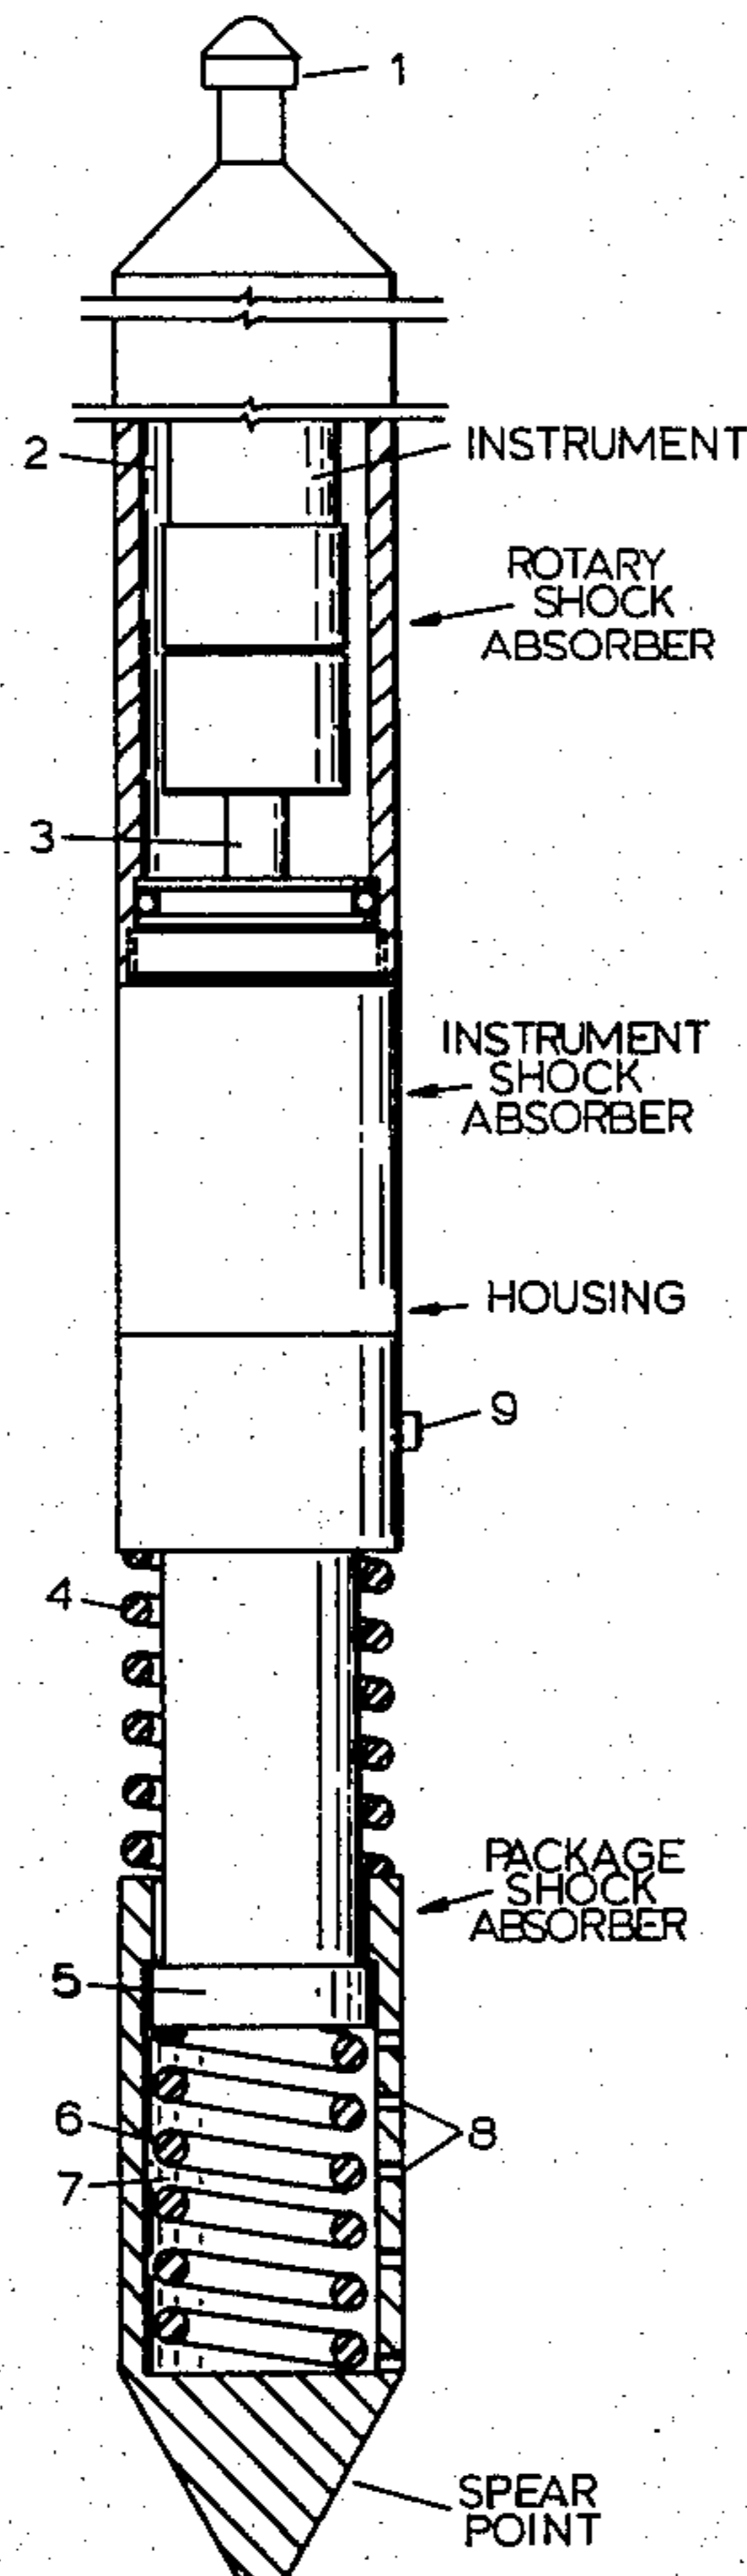 1
2
INSTRUMENT
ROTARY
SHOCK
ABSORBER
3
INSTRUMENT
SHOCK
ABSORBER
HOUSING
9
4
PACKAGE
SHOCK
ABSORBER
5
6
8
7
SPEAR
POINT